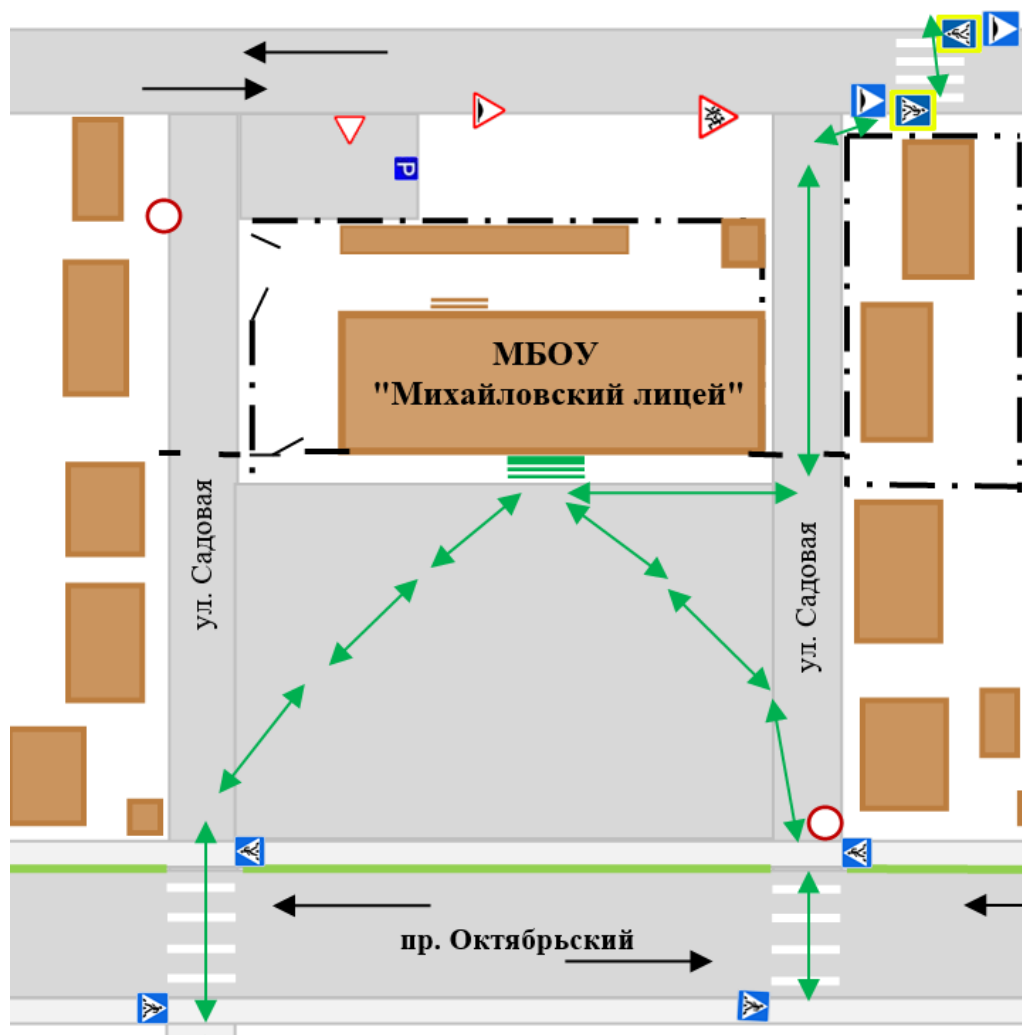 P
МБОУ
"Михайловский лицей"
ул. Садовая
ул. Садовая
пр. Октябрьский